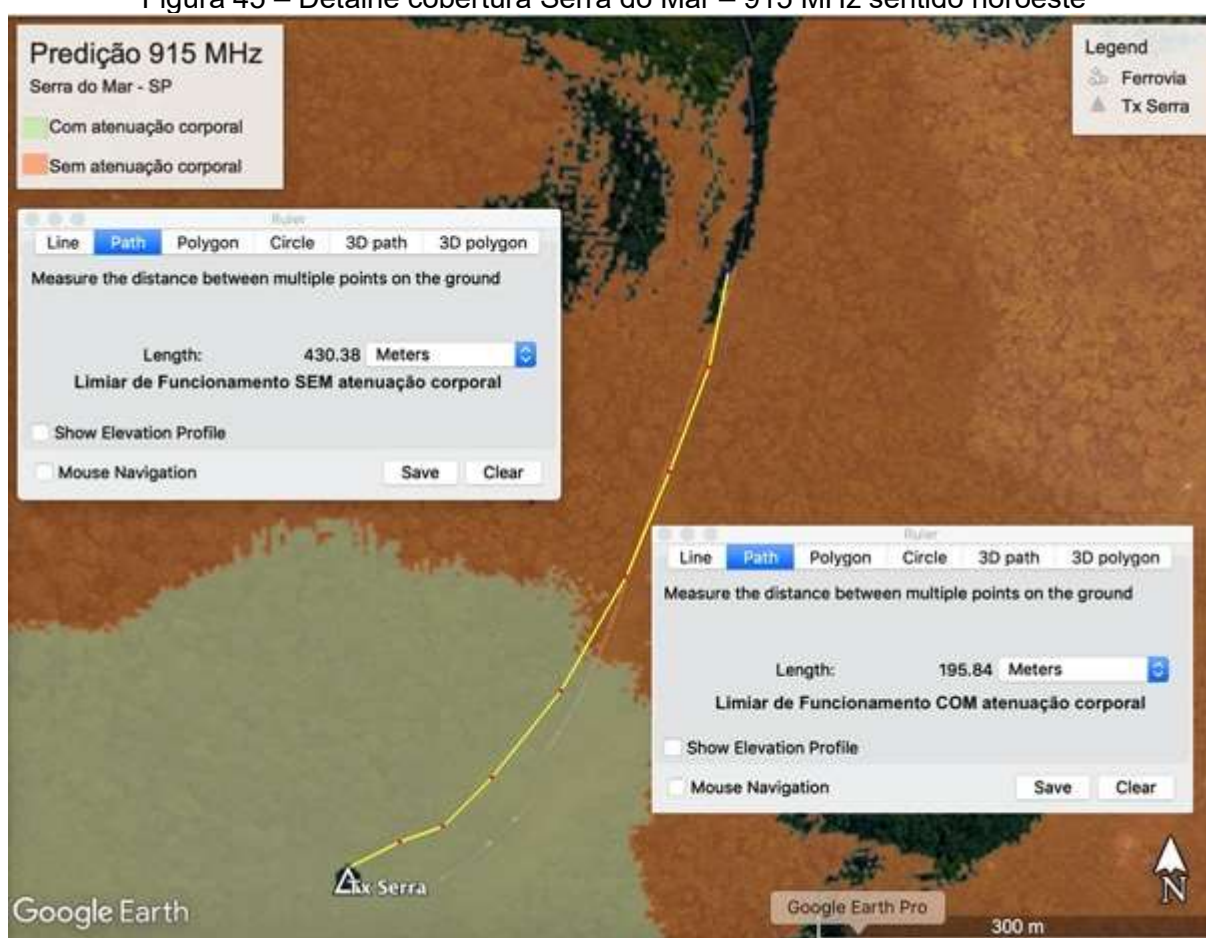 Figura 45 – Detalhe cobertura Serra do Mar – 915 MHz sentido noroeste
Predição 915 MHz
Serra do Mar - SP
Com atenuação corporal
Sem atenuação corporal
Legend
Ferrovia
Tx Serra
Ruler
Line Path Polygon Circle 3D path 3D polygon
Measure the distance between multiple points on the ground
Length: 430.38 Meters
Limiar de Funcionamento SEM atenuação corporal
Show Elevation Profile
Mouse Navigation Save Clear
Ruler
Line Path Polygon Circle 3D path 3D polygon
Measure the distance between multiple points on the ground
Length: 195.84 Meters
Limiar de Funcionamento COM atenuação corporal
Show Elevation Profile
Mouse Navigation Save Clear
Tx Serra
Google Earth
Google Earth Pro
300 m
N